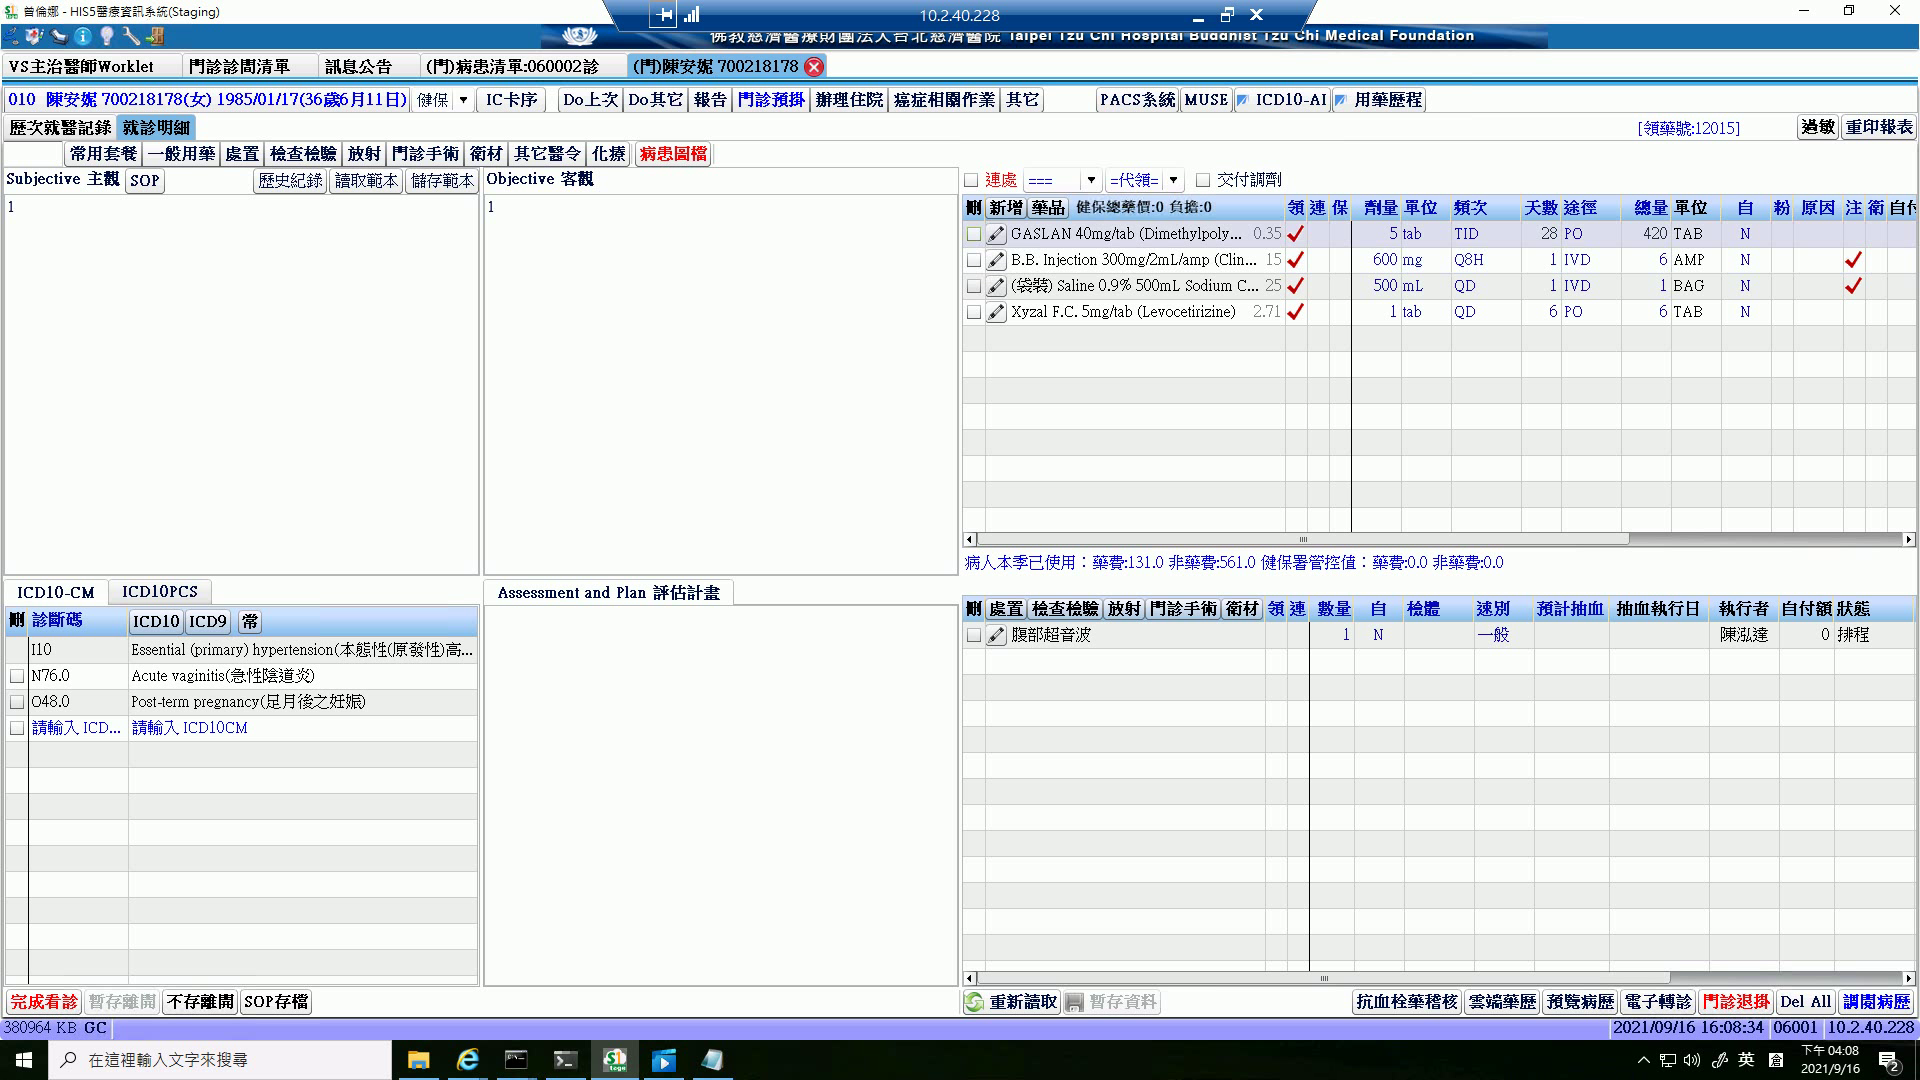 曾倫娜 - HIS5醫療資訊系統(Staging)
10.2.40.228
佛教慈濟醫療財團法人台北慈濟醫院 Taipei Tzu Chi Hospital Buddhist Tzu Chi Medical Foundation
VS主治醫師Worklet 門診診間清單 訊息公告 (門)病患清單:060002診 (門)陳安妮 700218178
010 陳安妮 700218178(女) 1985/01/17(36歲6月11日) 健保 IC卡序 Do上次 Do其它 報告 門診預掛 辦理住院 癌症相關作業 其它 PACS系統 MUSE ICD10-AI 用藥歷程
歷次就醫記錄 就診明細 [領藥號:12015] 過敏 重印報表
常用套餐 一般用藥 處置 檢查檢驗 放射 門診手術 衛材 其它醫令 化療 病患圖檔
Subjective 主觀 SOP 歷史紀錄 讀取範本 儲存範本 Objective 客觀
連處 === =代領= 交付調劑
1
1
刪 新增 藥品 健保總藥價:0 負擔:0 領 連 保 劑量 單位 頻次 天數 途徑 總量 單位 自 粉 原因 注 衛 自付
GASLAN 40mg/tab (Dimethylpoly... 0.35 5 tab TID 28 PO 420 TAB N
B.B. Injection 300mg/2mL/amp (Clin... 15 600 mg Q8H 1 IVD 6 AMP N
(袋裝) Saline 0.9% 500mL Sodium C... 25 500 mL QD 1 IVD 1 BAG N
Xyzal F.C. 5mg/tab (Levocetirizine) 2.71 1 tab QD 6 PO 6 TAB N
病人本季已使用：藥費:131.0 非藥費:561.0 健保署管控值：藥費:0.0 非藥費:0.0
ICD10-CM ICD10PCS
刪 診斷碼 ICD10 ICD9 常
I10 Essential (primary) hypertension(本態性(原發性)高...
N76.0 Acute vaginitis(急性陰道炎)
O48.0 Post-term pregnancy(足月後之妊娠)
請輸入 ICD... 請輸入 ICD10CM
Assessment and Plan 評估計畫
刪 處置 檢查檢驗 放射 門診手術 衛材 領 連 數量 自 檢體 速別 預計抽血 抽血執行日 執行者 自付額 狀態
腹部超音波 1 N 一般 陳泓達 0 排程
完成看診 暫存離開 不存離開 SOP存檔 重新讀取 暫存資料 抗血栓藥稽核 雲端藥歷 預覽病歷 電子轉診 門診退掛 Del All 調閱病歷
380964 KB GC 2021/09/16 16:08:34 06001 10.2.40.228
在這裡輸入文字來搜尋
英
下午 04:08
2021/9/16
2